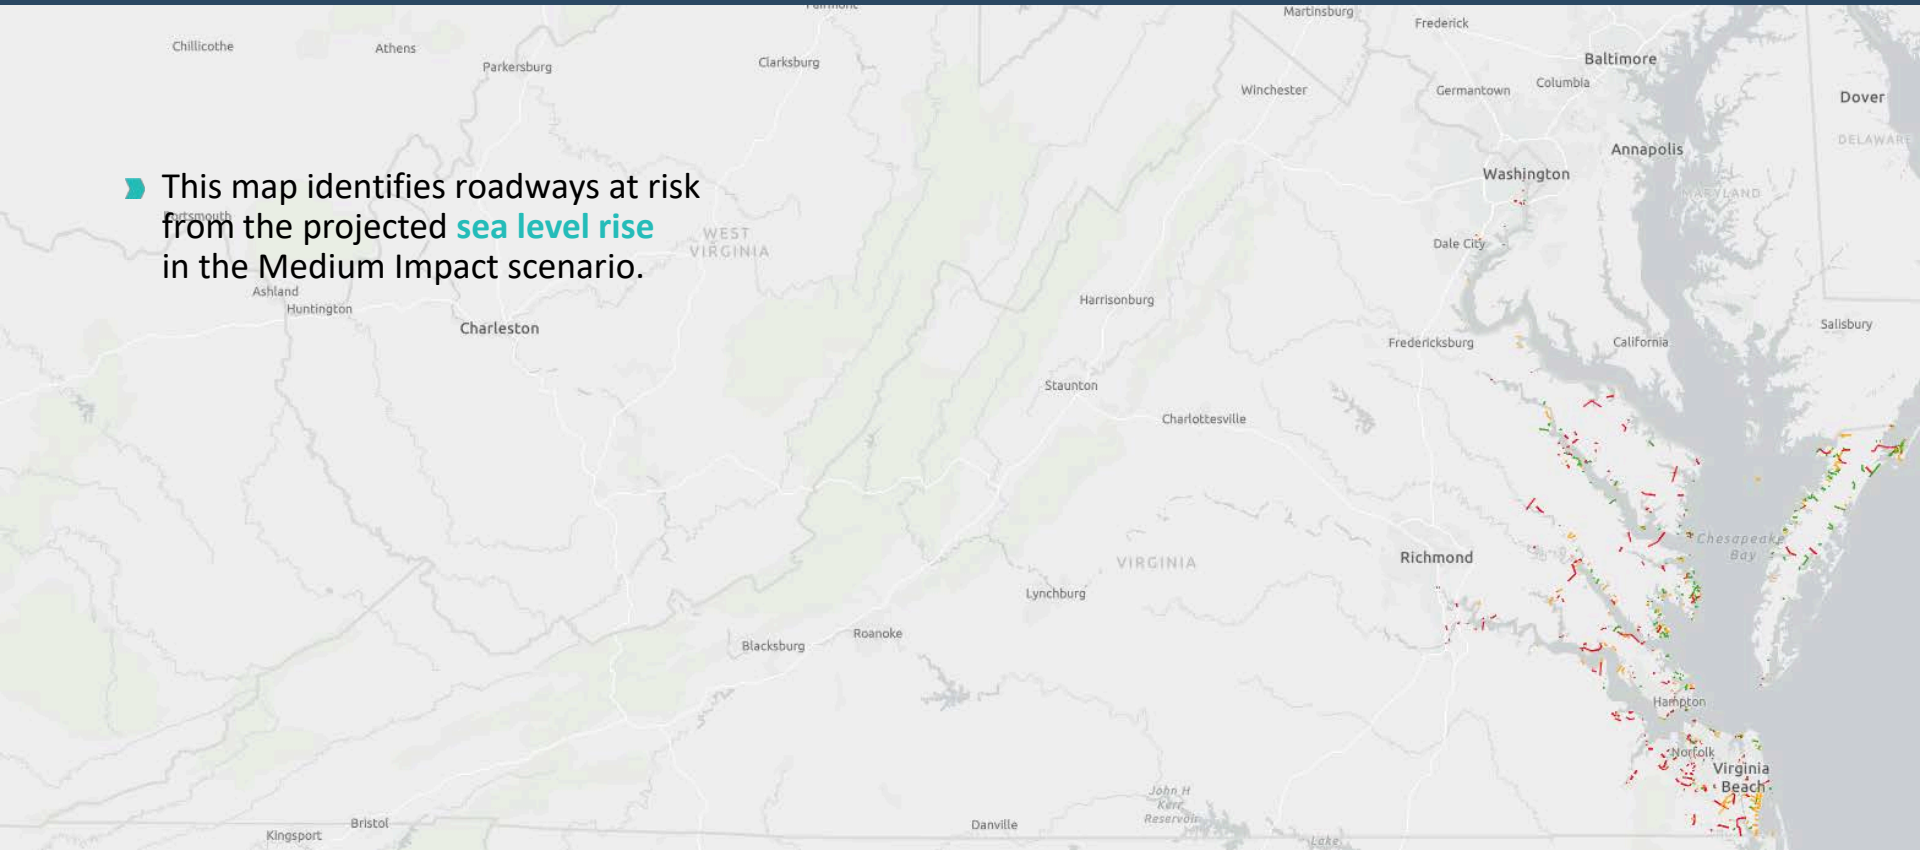 Fairmont
Martinsburg
Frederick
Chillicothe
Athens
Parkersburg
Clarksburg
Baltimore
Winchester
Germantown
Columbia
Dover
DELAWARE
Annapolis
Washington
MARYLAND
This map identifies roadways at risk
Portsmouth
from the projected sea level rise
in the Medium Impact scenario.
WEST
VIRGINIA
Dale City
Ashland
Huntington
Charleston
Harrisonburg
Fredericksburg
California
Salisbury
Staunton
Charlottesville
Richmond
Chesapeake
Bay
VIRGINIA
Lynchburg
Roanoke
Blacksburg
Hampton
Norfolk
Virginia
Beach
John H
Kerr
Reservoir
Bristol
Kingsport
Danville
Lake